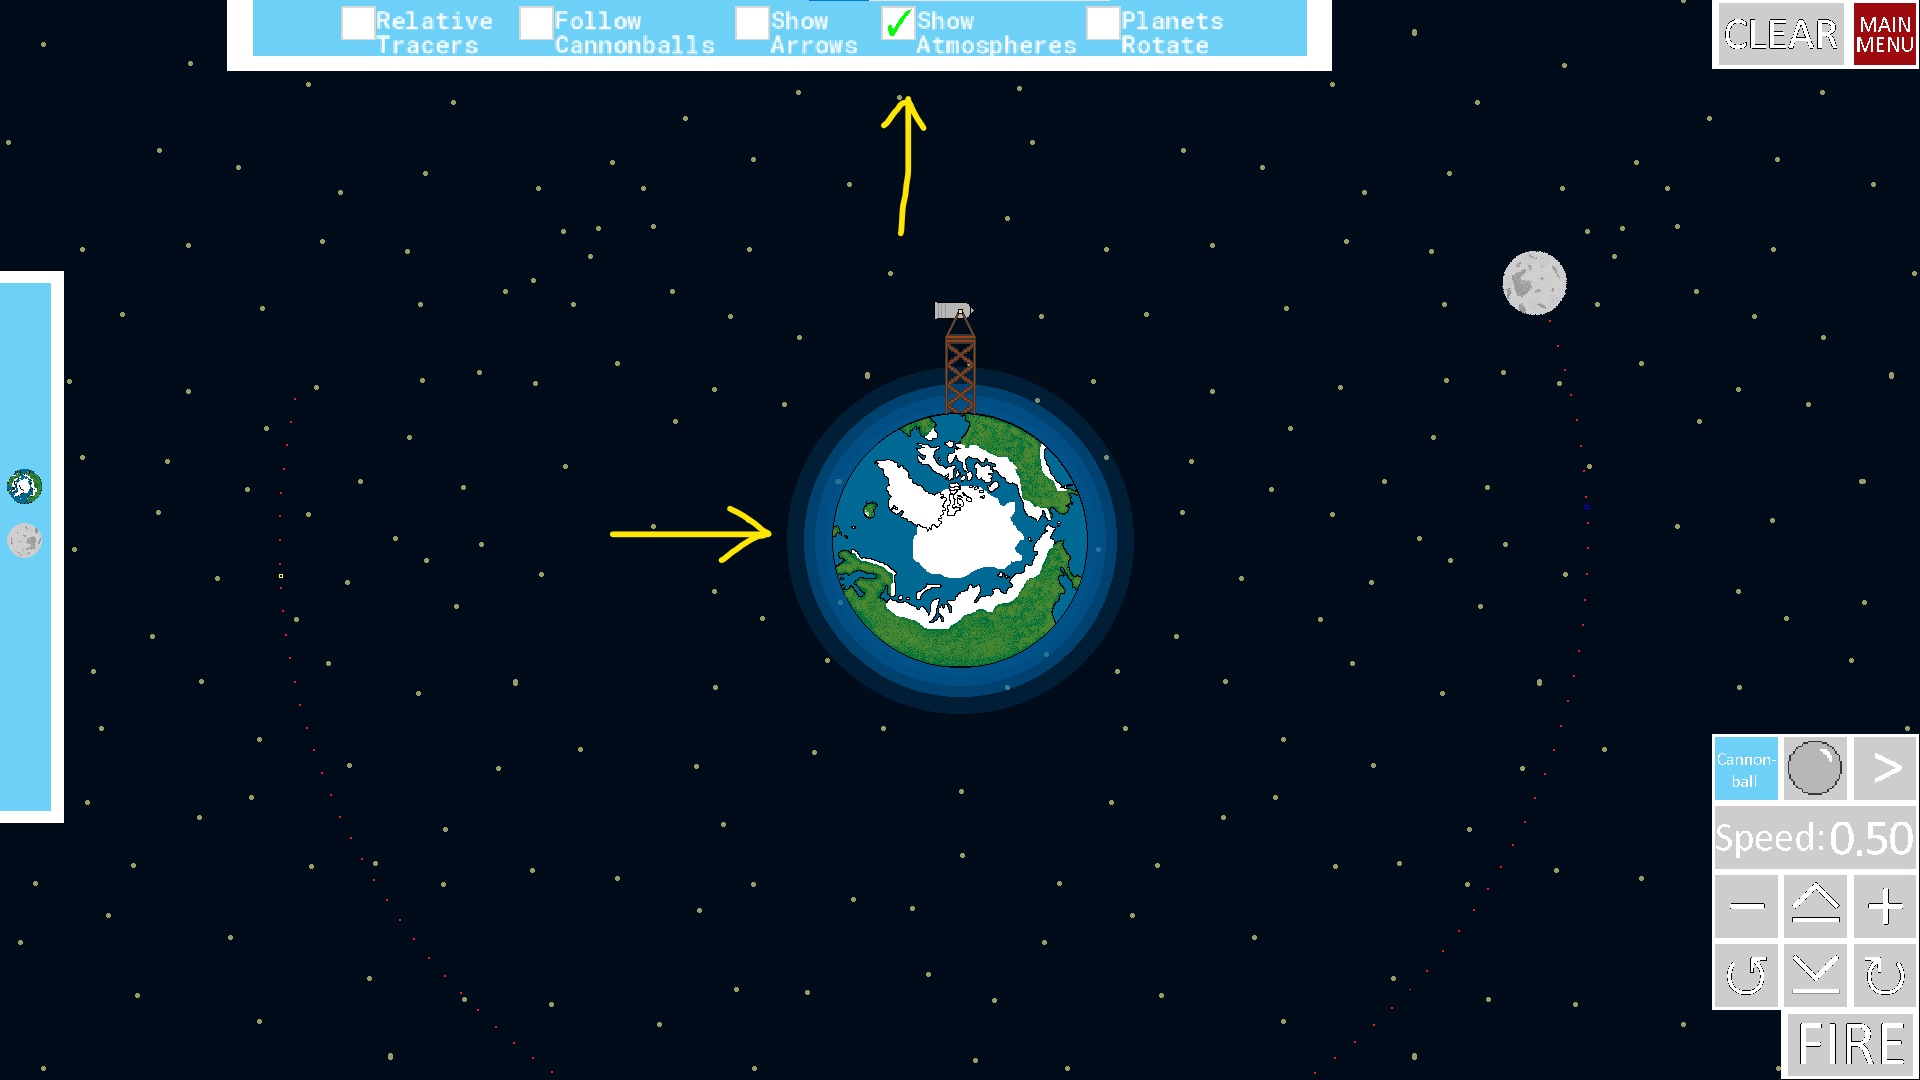 Relative Tracers
Follow Cannonballs
Show Arrows
Show Atmospheres
Planets Rotate
CLEAR
MAIN MENU
Cannon-
ball
>
Speed: 0.50
FIRE